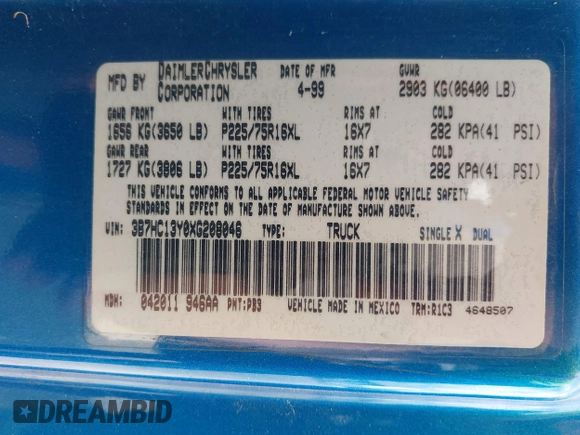 MFD BY DAIMLERCHRYSLER CORPORATION DATE OF MFR 4-99 GVWR 2903 KG(06400 LB)
GAWR FRONT WITH TIRES RIMS AT COLD
1656 KG(3650 LB) P225/75R16XL 16X7 282 KPA(41 PSI)
GAWR REAR WITH TIRES RIMS AT COLD
1727 KG(3806 LB) P225/75R16XL 16X7 282 KPA(41 PSI)
THIS VEHICLE CONFORMS TO ALL APPLICABLE FEDERAL MOTOR VEHICLE SAFETY
STANDARDS IN EFFECT ON THE DATE OF MANUFACTURE SHOWN ABOVE.
VIN: 3B7HC13Y0XG208046 TYPE: TRUCK SINGLE X DUAL
MDH: 042011 946AA PNT:PB3 VEHICLE MADE IN MEXICO TRM:R1C3 4648507
DREAMBID